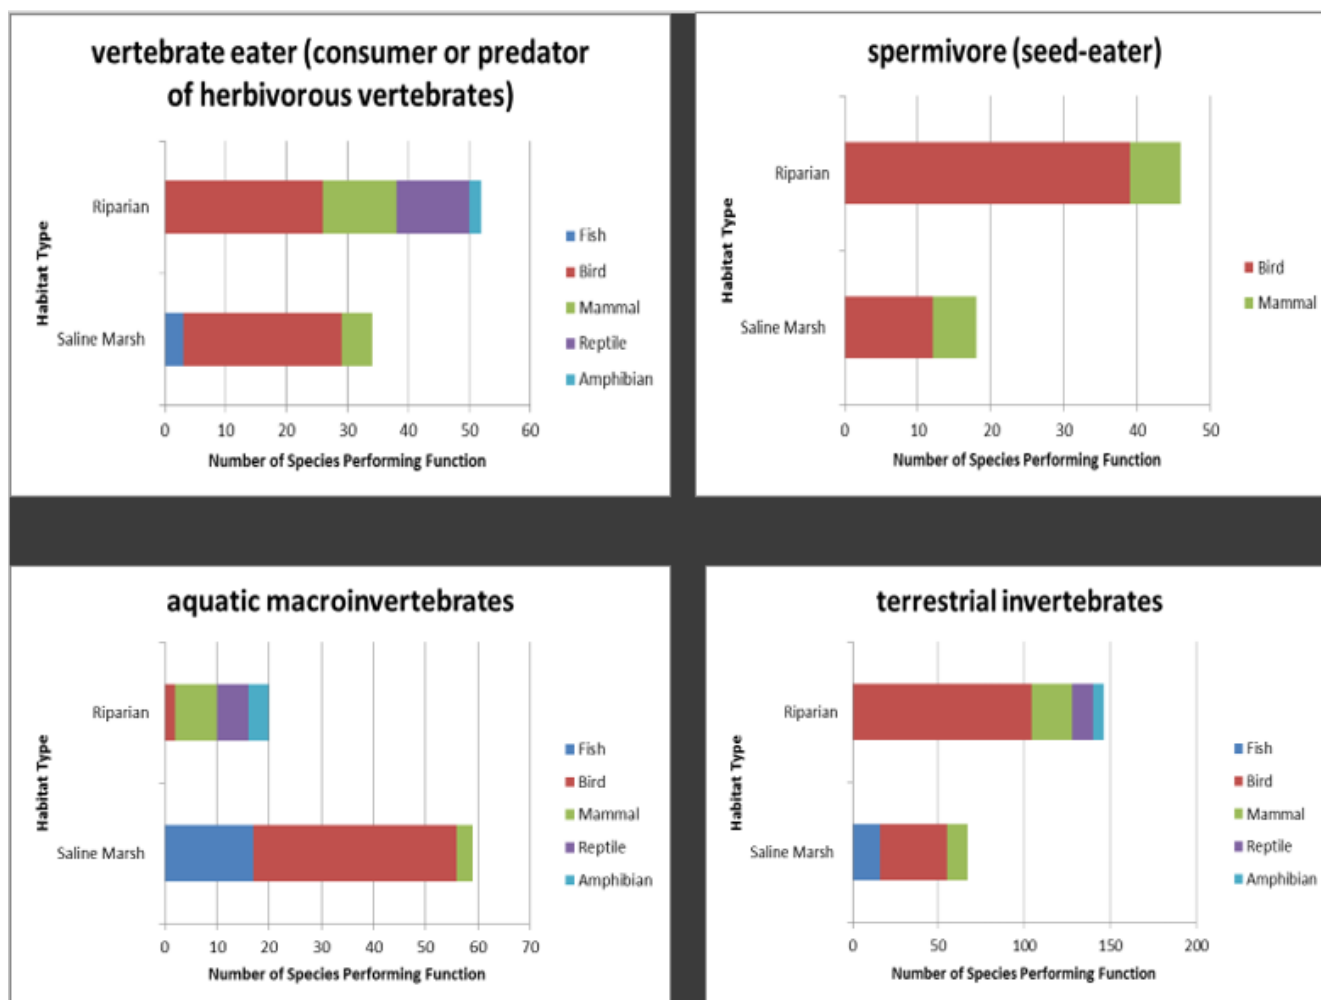 vertebrate eater (consumer or predator
of herbivorous vertebrates)
Habitat Type
Riparian
Saline Marsh
0 10 20 30 40 50 60
Number of Species Performing Function
Fish
Bird
Mammal
Reptile
Amphibian
spermivore (seed-eater)
Habitat Type
Riparian
Saline Marsh
0 10 20 30 40 50
Number of Species Performing Function
Bird
Mammal
aquatic macroinvertebrates
Habitat Type
Riparian
Saline Marsh
0 10 20 30 40 50 60 70
Number of Species Performing Function
Fish
Bird
Mammal
Reptile
Amphibian
terrestrial invertebrates
Habitat Type
Riparian
Saline Marsh
0 50 100 150 200
Number of Species Performing Function
Fish
Bird
Mammal
Reptile
Amphibian